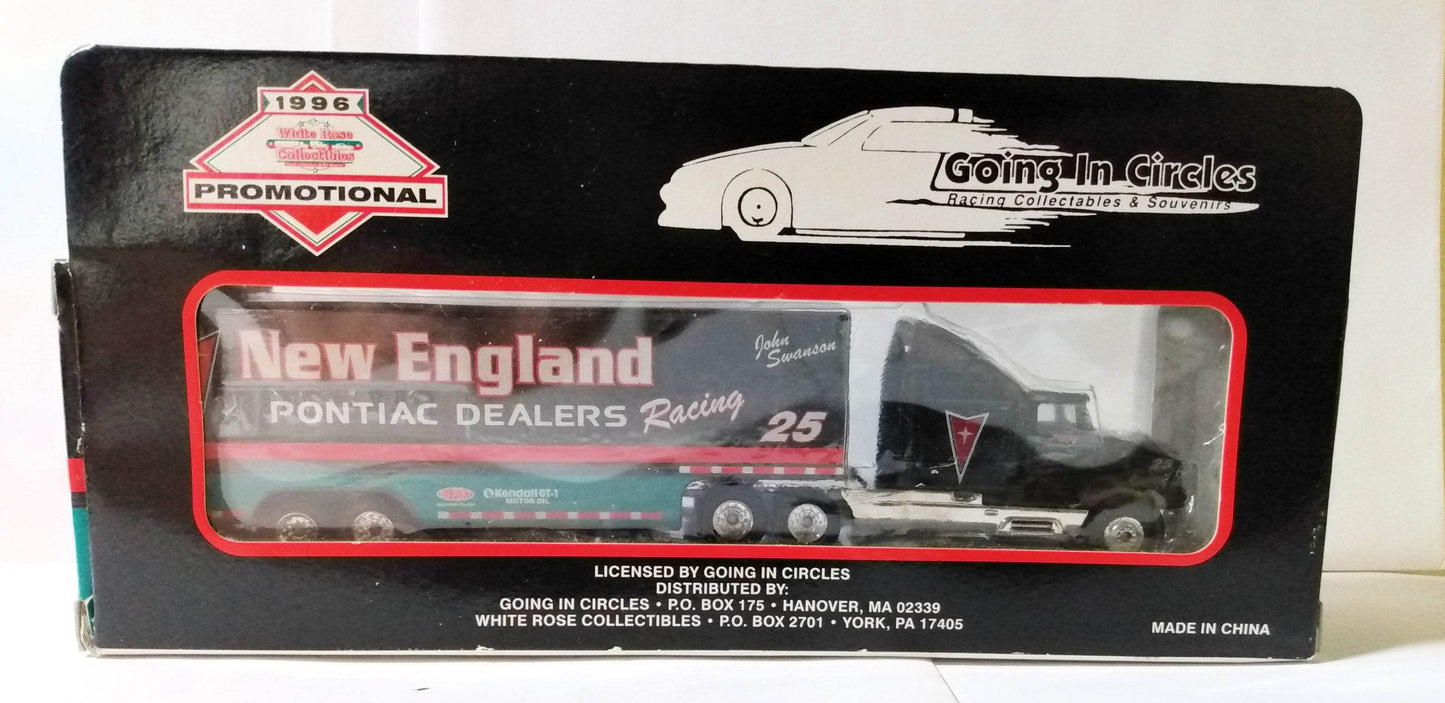 1996
White Rose
Collectibles
PROMOTIONAL
Going In Circles
Racing Collectables & Souvenirs
New England
John
Swanson
PONTIAC DEALERS Racing
25
Kendall GT-1
MOTOR OIL
LICENSED BY GOING IN CIRCLES
DISTRIBUTED BY:
GOING IN CIRCLES • P.O. BOX 175 • HANOVER, MA 02339
WHITE ROSE COLLECTIBLES • P.O. BOX 2701 • YORK, PA 17405
MADE IN CHINA